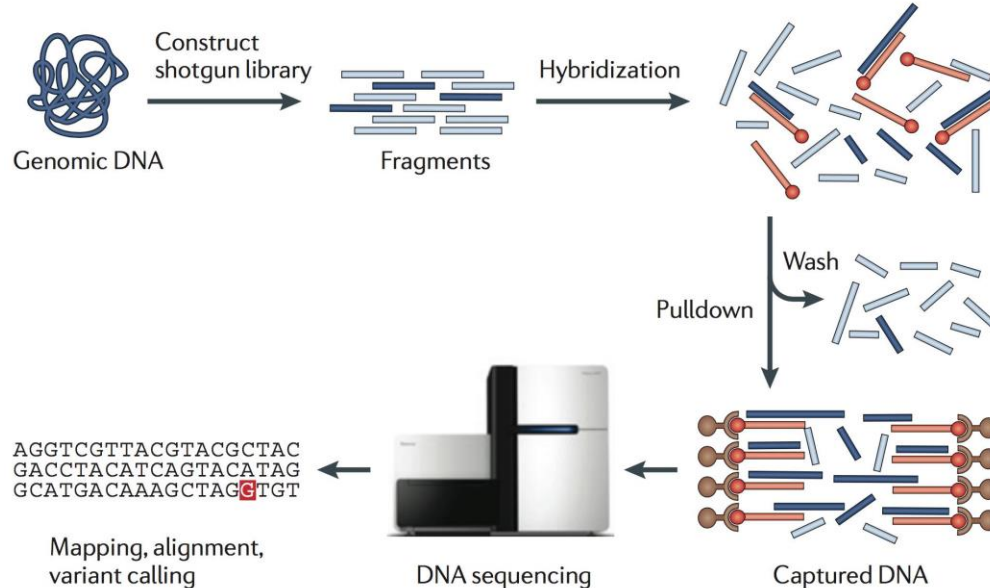 Construct
shotgun library
Hybridization
Genomic DNA
Fragments
Wash
Pulldown
AGGTCGTTACGTACGCTAC
GACCTACATCAGTACATAG
GCATGACAAAGCTAGGTGT
Mapping, alignment,
variant calling
DNA sequencing
Captured DNA